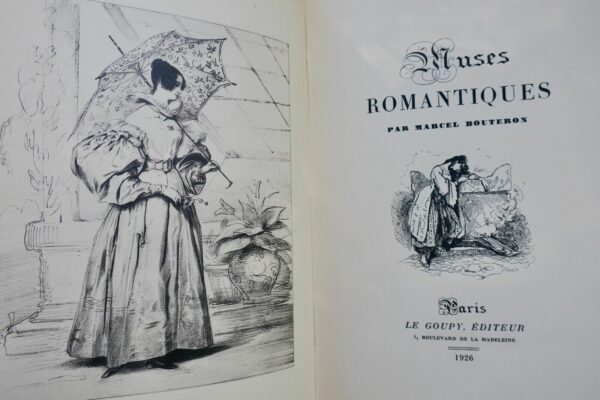 Muses
ROMANTIQUES
PAR MARCEL BOUTERON
Paris
LE GOUPY, ÉDITEUR
5, BOULEVARD DE LA MADELEINE
1926